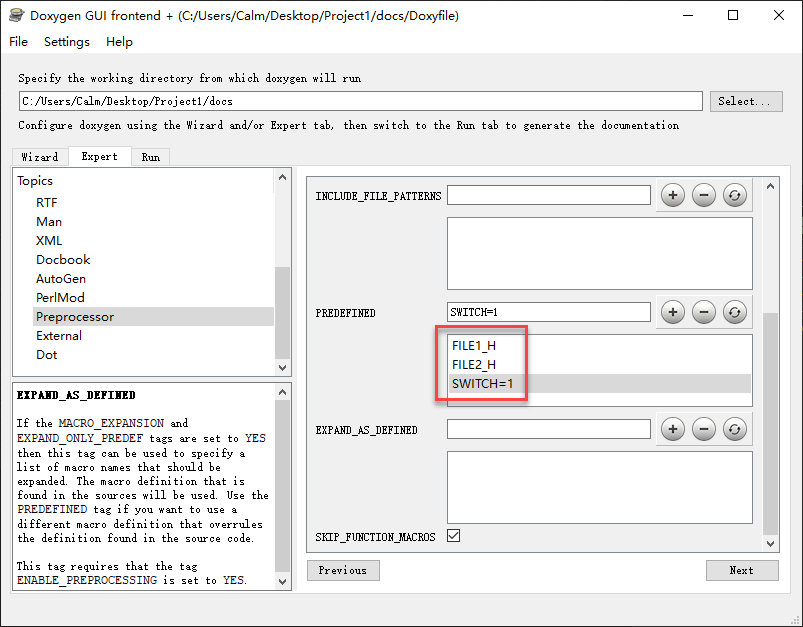 Doxygen GUI frontend + (C:/Users/Calm/Desktop/Project1/docs/Doxyfile)
File Settings Help
Specify the working directory from which doxygen will run
C:/Users/Calm/Desktop/Project1/docs
Select...
Configure doxygen using the Wizard and/or Expert tab, then switch to the Run tab to generate the documentation
Wizard Expert Run
Topics
RTF
Man
XML
Docbook
AutoGen
PerlMod
Preprocessor
External
Dot
EXPAND_AS_DEFINED
If the MACRO_EXPANSION and
EXPAND_ONLY_PREDEF tags are set to YES
then this tag can be used to specify a
list of macro names that should be
expanded. The macro definition that is
found in the sources will be used. Use the
PREDEFINED tag if you want to use a
different macro definition that overrules
the definition found in the source code.
This tag requires that the tag
ENABLE_PREPROCESSING is set to YES.
INCLUDE_FILE_PATTERNS
PREDEFINED
SWITCH=1
FILE1_H
FILE2_H
SWITCH=1
EXPAND_AS_DEFINED
SKIP_FUNCTION_MACROS
Previous
Next